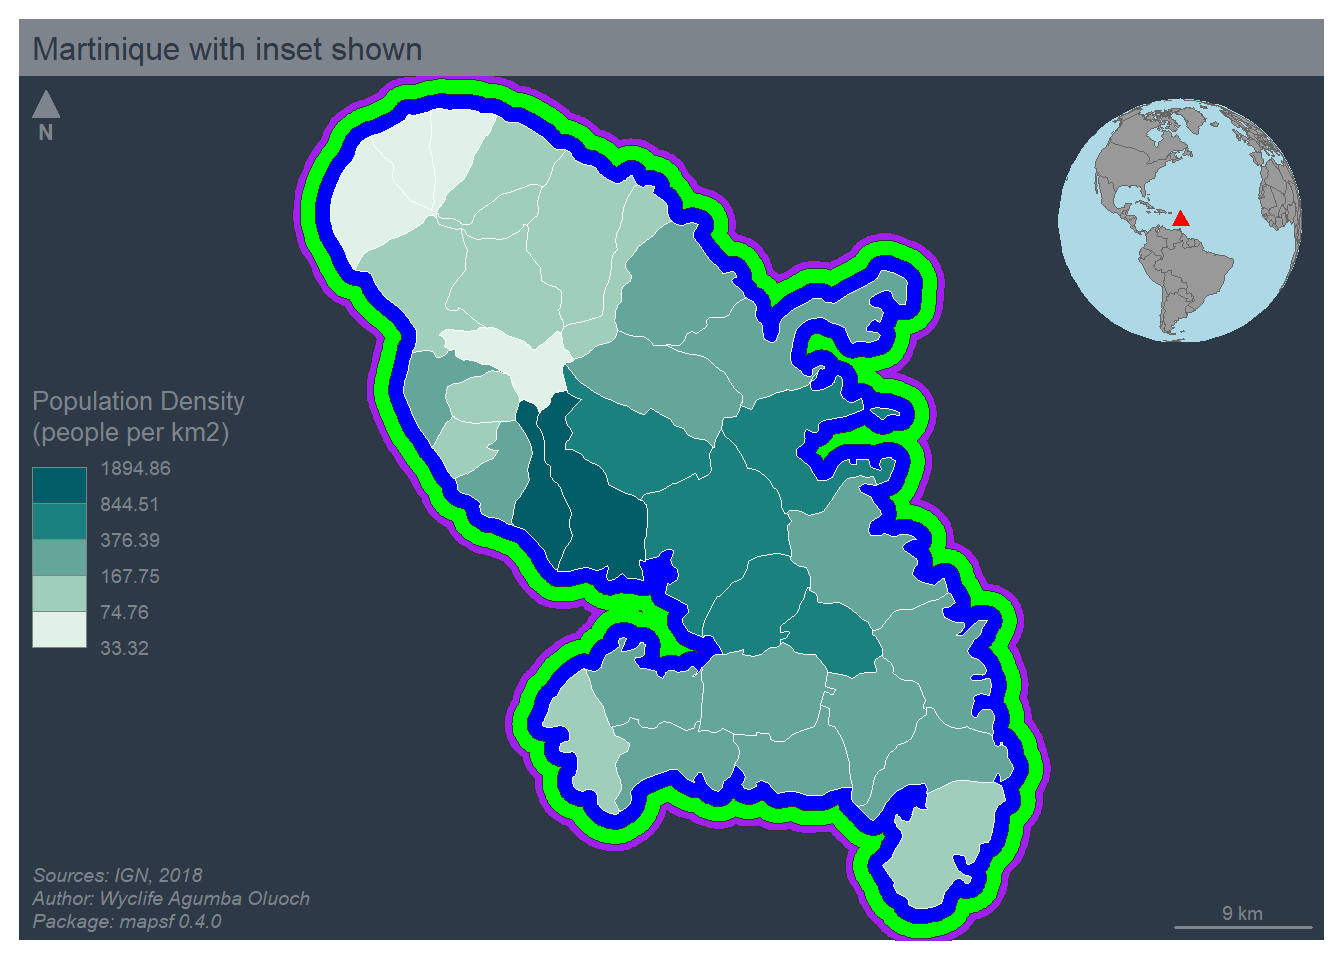 Martinique with inset shown
N
Population Density
(people per km2)
1894.86
844.51
376.39
167.75
74.76
33.32
Sources: IGN, 2018
Author: Wyclife Agumba Oluoch
Package: mapsf 0.4.0
9 km